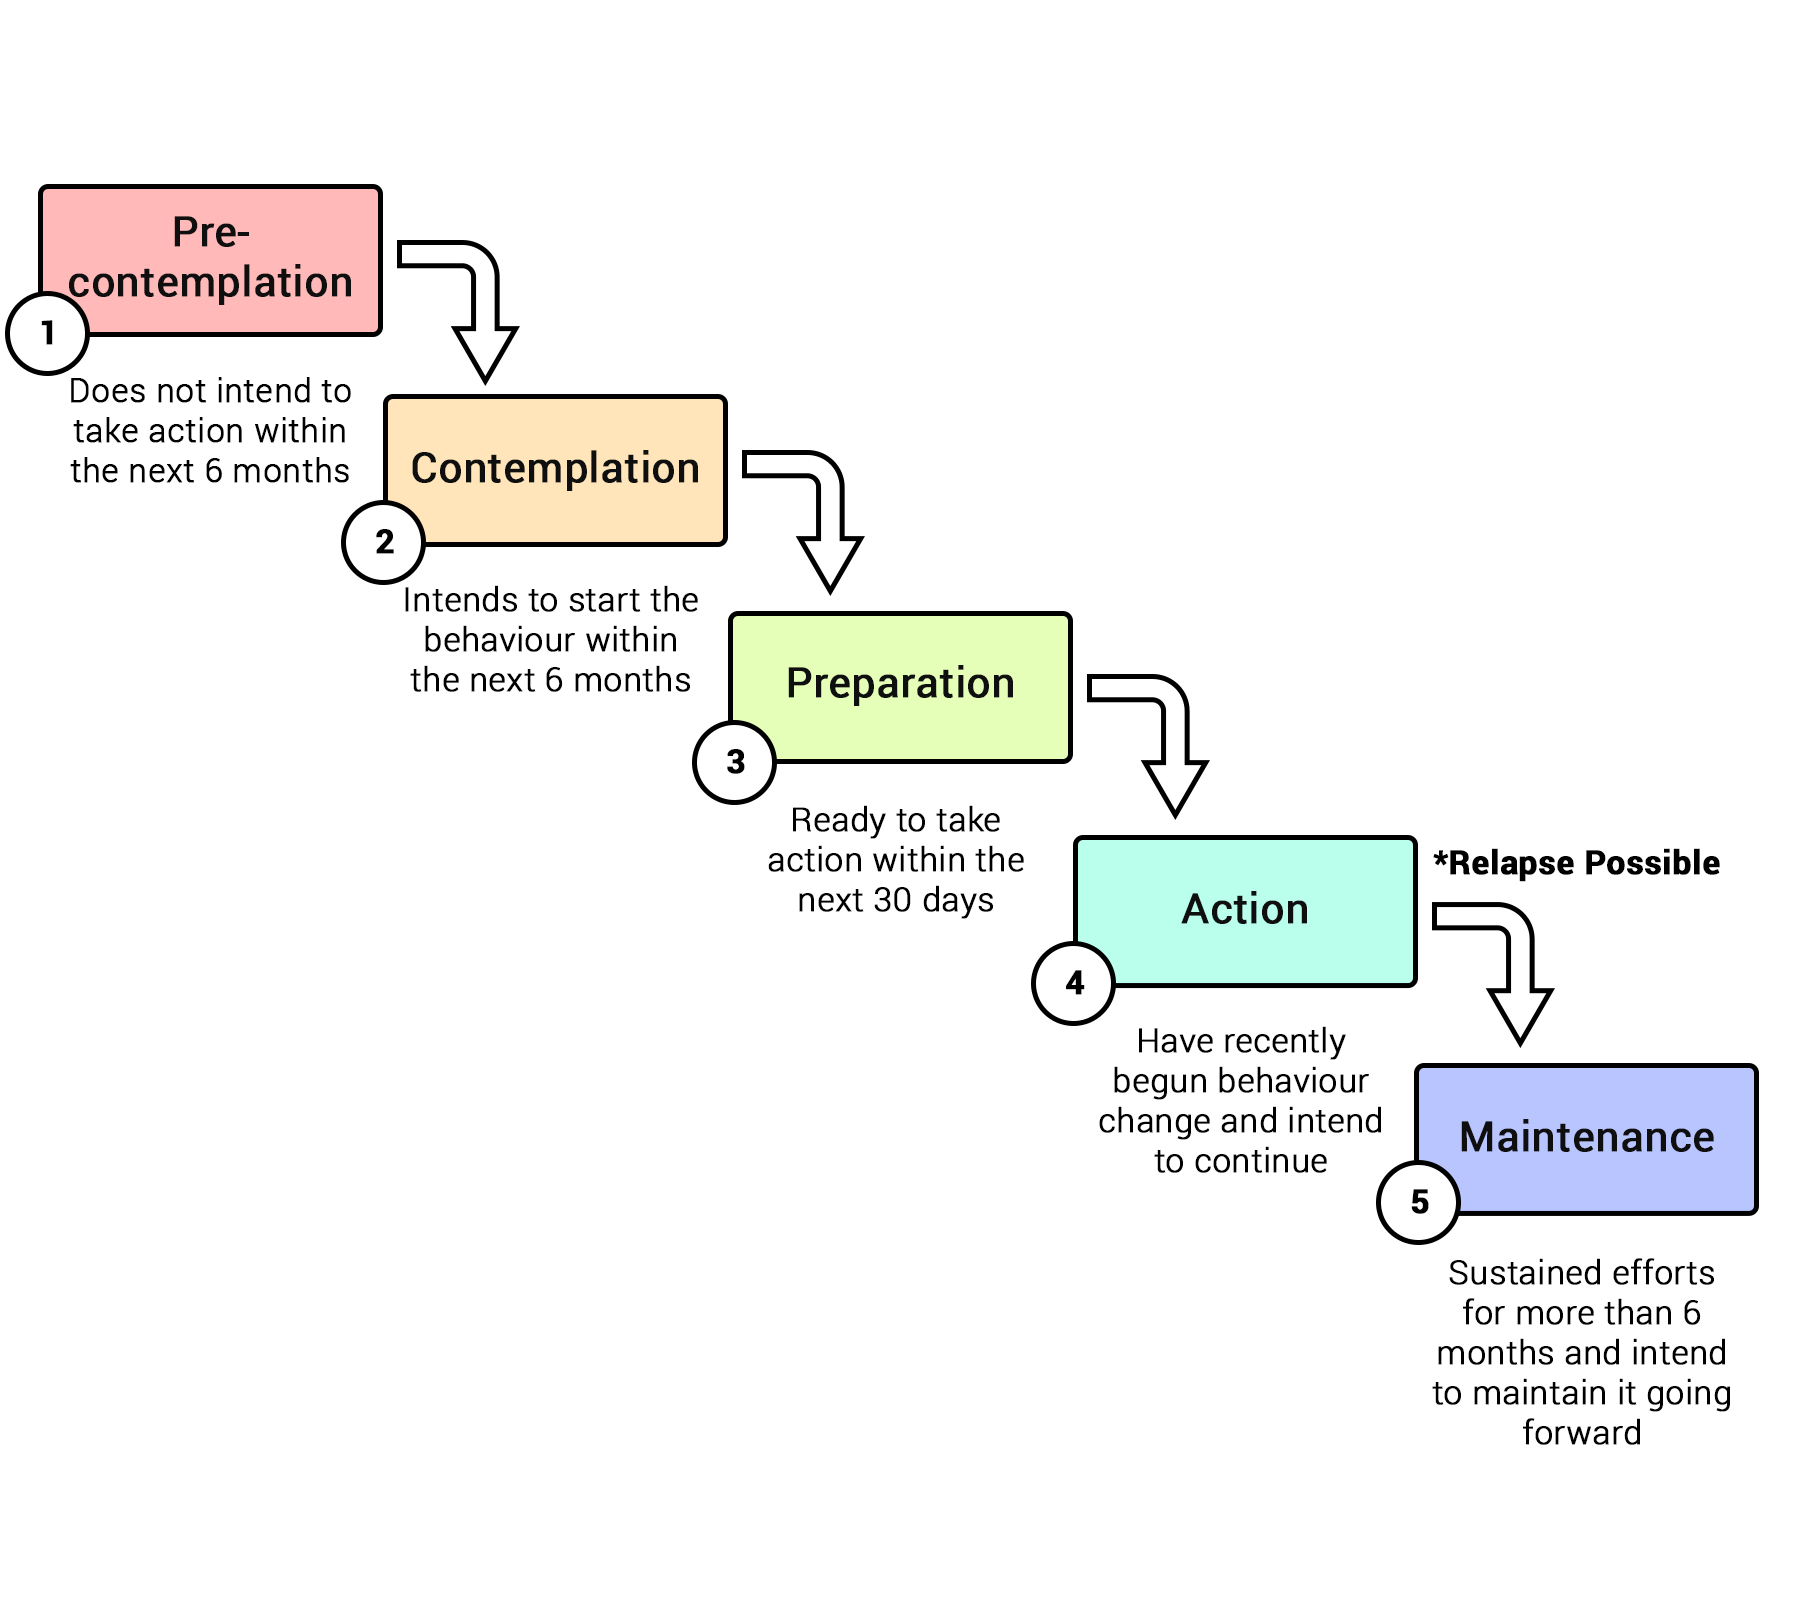 Pre-
contemplation
1
Does not intend to
take action within
the next 6 months
Contemplation
2
Intends to start the
behaviour within
the next 6 months
Preparation
3
Ready to take
action within the
next 30 days
Action
4
Have recently
begun behaviour
change and intend
to continue
*Relapse Possible
Maintenance
5
Sustained efforts
for more than 6
months and intend
to maintain it going
forward